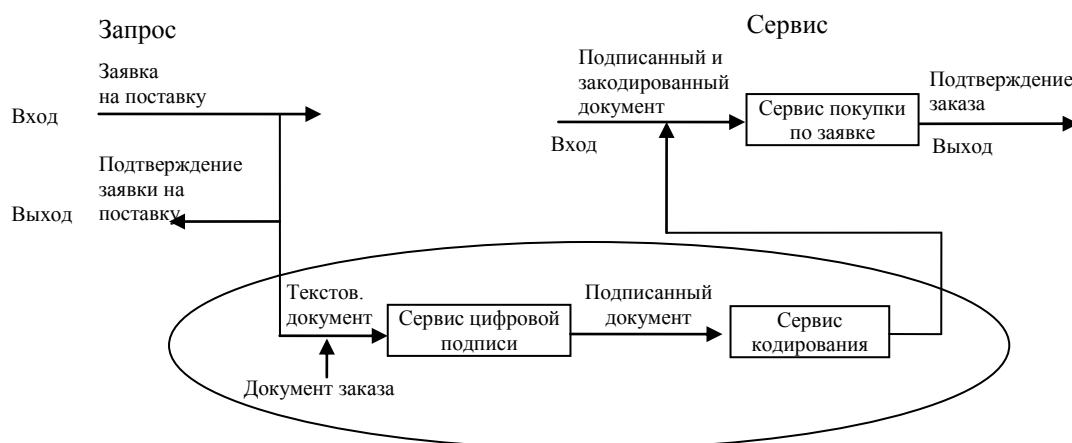 Запрос
Сервис
Заявка
на поставку
Вход
Подтверждение
заявки на
поставку
Выход
Подписанный и
закодированный
документ
Вход
Сервис покупки
по заявке
Подтверждение
заказа
Выход
Текстов.
документ
Сервис цифровой
подписи
Подписанный
документ
Сервис
кодирования
Документ заказа